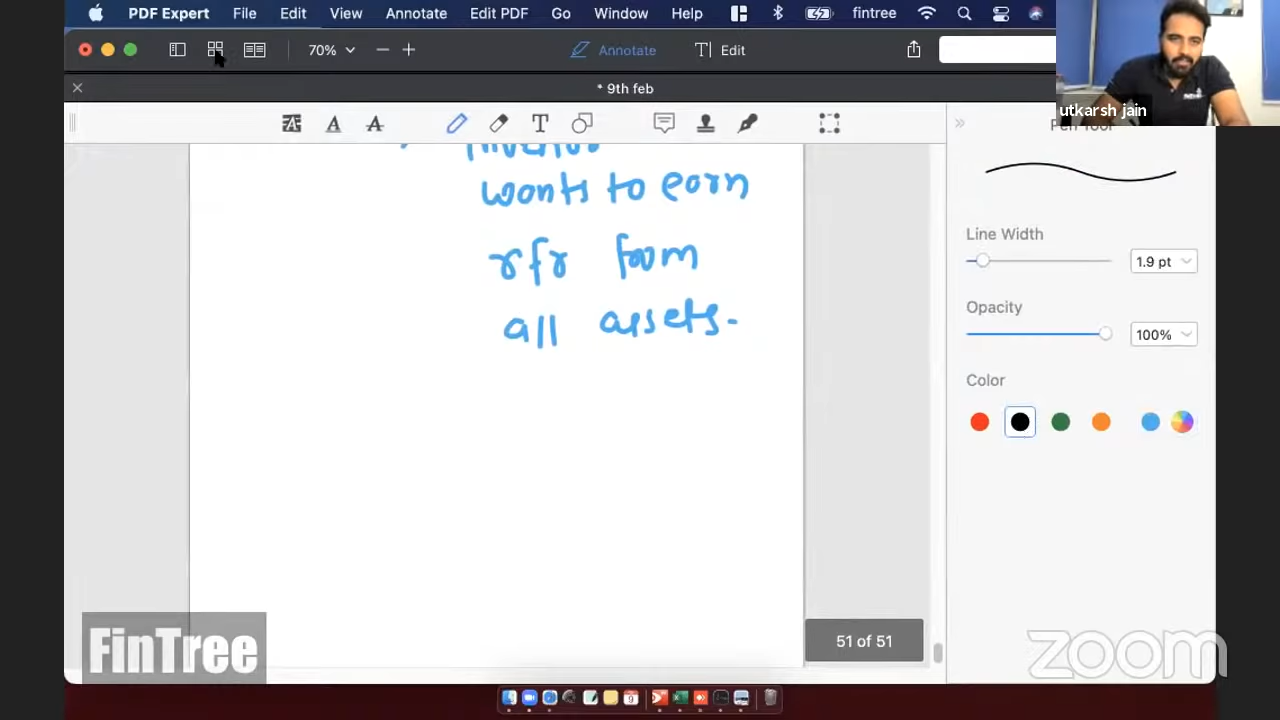 PDF Expert File Edit View Annotate Edit PDF Go Window Help fintree
70% Annotate T| Edit
* 9th feb
utkarsh jain
Pen Tool
wants to earn
rfr from
all assets.
Line Width
1.9 pt
Opacity
100%
Color
51 of 51
FinTree
zoom